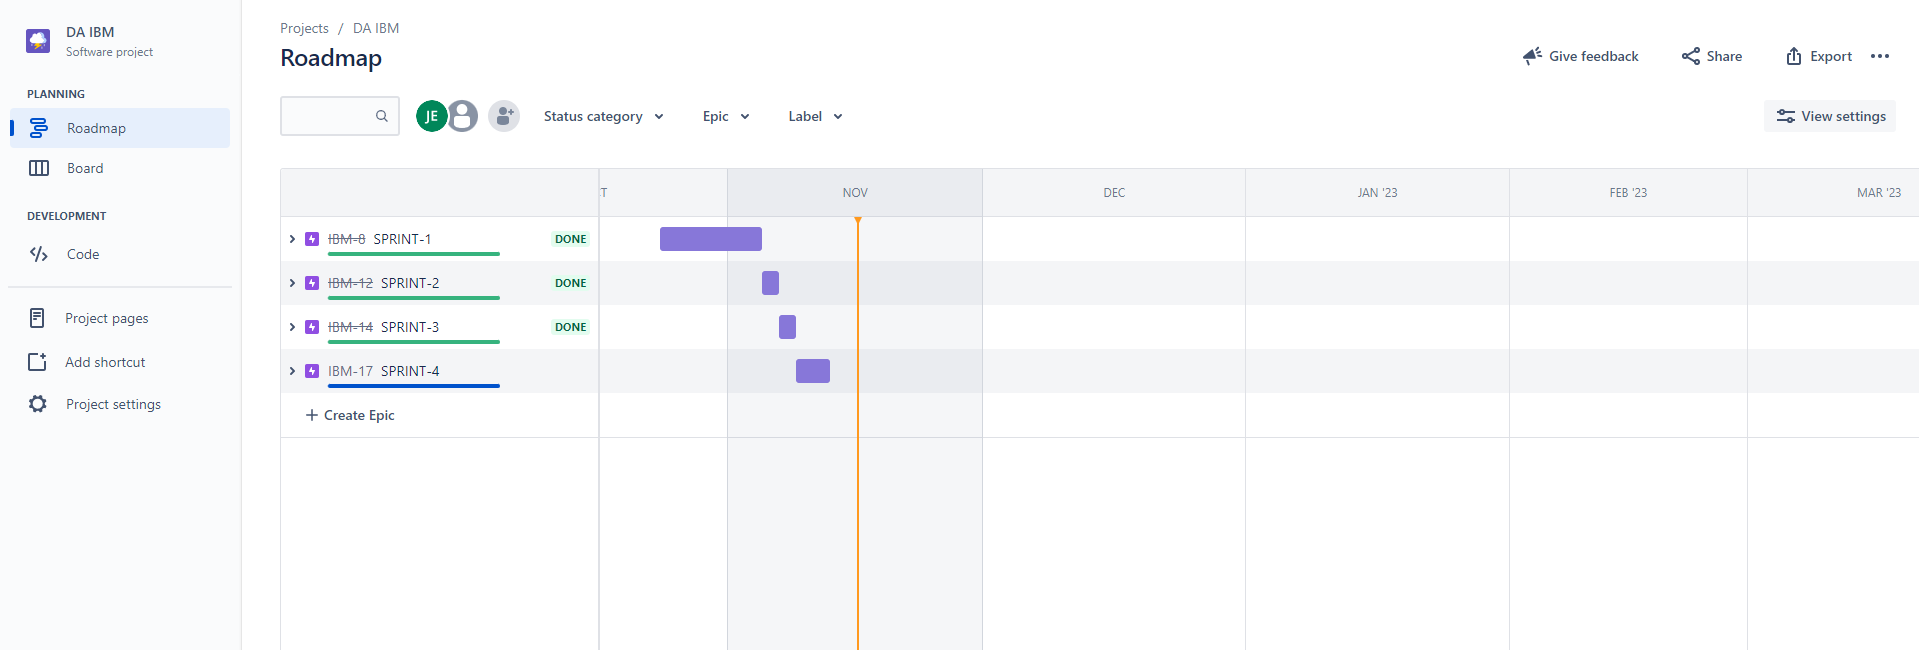 DA IBM
Software project
PLANNING
Roadmap
Board
DEVELOPMENT
Code
Project pages
Add shortcut
Project settings
Projects / DA IBM
Roadmap
Give feedback
Share
Export
JE
Status category
Epic
Label
View settings
T NOV DEC JAN '23 FEB '23 MAR '23
IBM-8 SPRINT-1 DONE
IBM-12 SPRINT-2 DONE
IBM-14 SPRINT-3 DONE
IBM-17 SPRINT-4
+ Create Epic